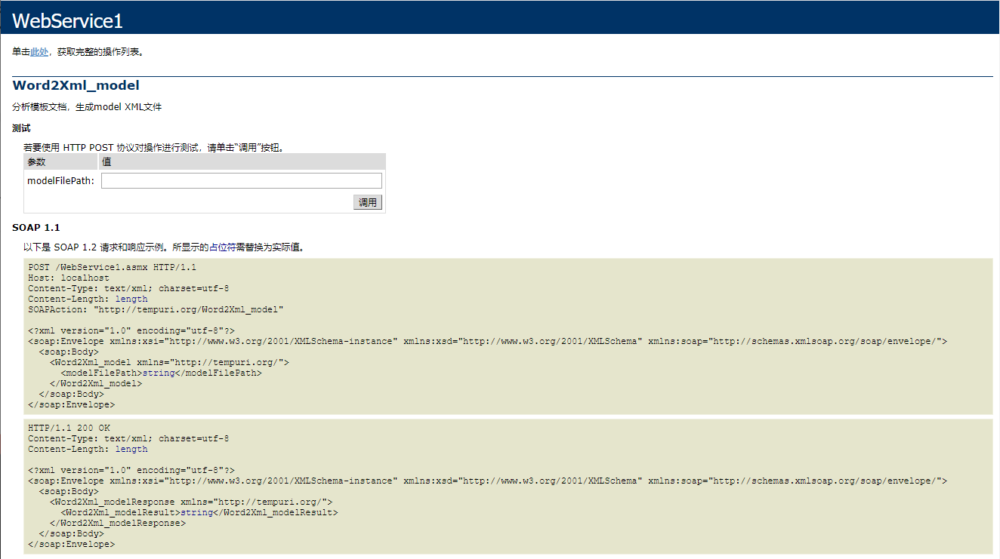 WebService1
单击此处，获取完整的操作列表。
Word2Xml_model
分析模板文档，生成model XML文件
测试
若要使用 HTTP POST 协议对操作进行测试，请单击“调用”按钮。
参数 值
modelFilePath:
调用
SOAP 1.1
以下是 SOAP 1.2 请求和响应示例。所显示的占位符需替换为实际值。
POST /WebService1.asmx HTTP/1.1
Host: localhost
Content-Type: text/xml; charset=utf-8
Content-Length: length
SOAPAction: "http://tempuri.org/Word2Xml_model"
<?xml version="1.0" encoding="utf-8"?>
<soap:Envelope xmlns:xsi="http://www.w3.org/2001/XMLSchema-instance" xmlns:xsd="http://www.w3.org/2001/XMLSchema" xmlns:soap="http://schemas.xmlsoap.org/soap/envelope/">
<soap:Body>
<Word2Xml_model xmlns="http://tempuri.org/">
<modelFilePath>string</modelFilePath>
</Word2Xml_model>
</soap:Body>
</soap:Envelope>
HTTP/1.1 200 OK
Content-Type: text/xml; charset=utf-8
Content-Length: length
<?xml version="1.0" encoding="utf-8"?>
<soap:Envelope xmlns:xsi="http://www.w3.org/2001/XMLSchema-instance" xmlns:xsd="http://www.w3.org/2001/XMLSchema" xmlns:soap="http://schemas.xmlsoap.org/soap/envelope/">
<soap:Body>
<Word2Xml_modelResponse xmlns="http://tempuri.org/">
<Word2Xml_modelResult>string</Word2Xml_modelResult>
</Word2Xml_modelResponse>
</soap:Body>
</soap:Envelope>